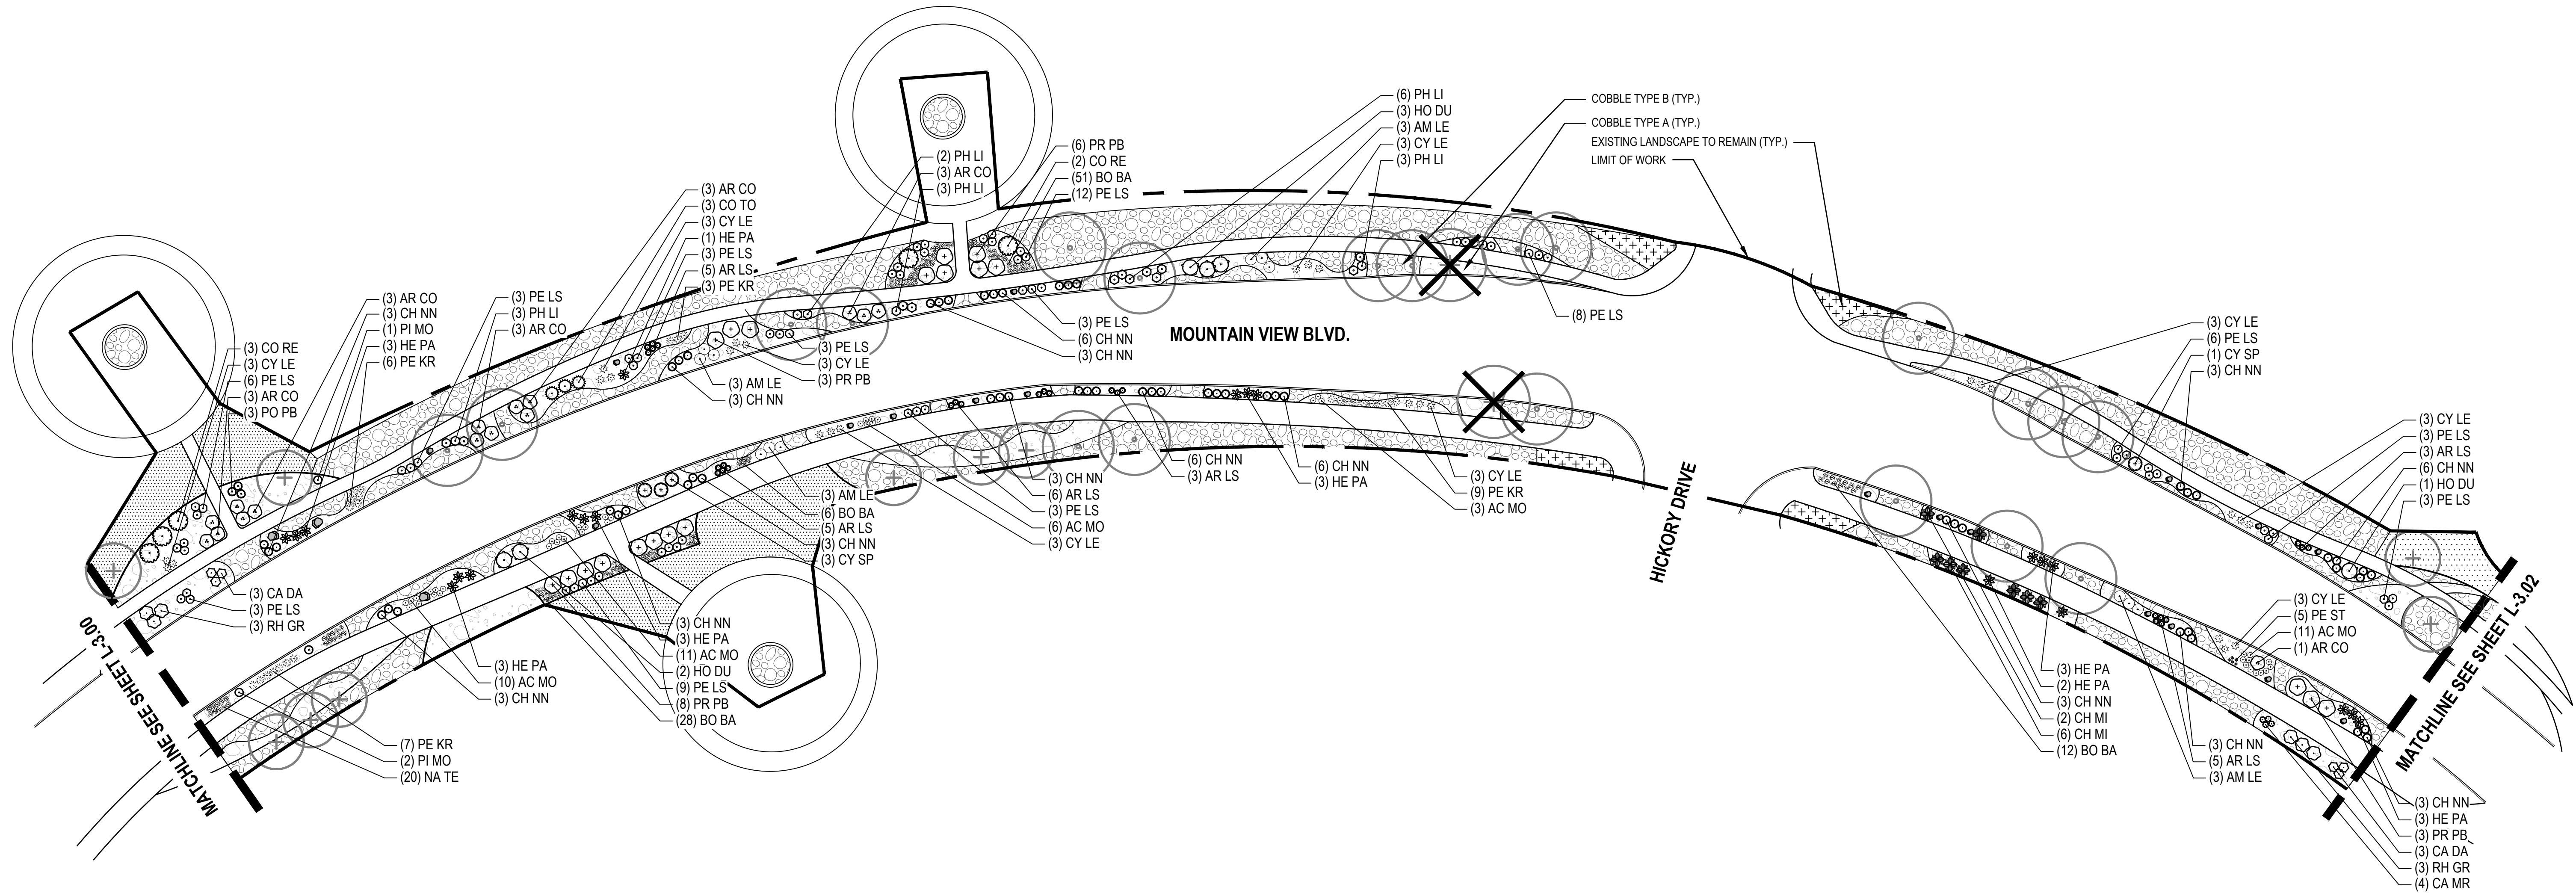 (6) PH LI
(3) HO DU
(3) AM LE
(3) CY LE
(3) PH LI
COBBLE TYPE B (TYP.)
COBBLE TYPE A (TYP.)
EXISTING LANDSCAPE TO REMAIN (TYP.)
LIMIT OF WORK
(6) PR PB
(2) CO RE
(51) BO BA
(12) PE LS
(2) PH LI
(3) AR CO
(3) PH LI
(3) AR CO
(3) CO TO
(3) CY LE
(1) HE PA
(3) PE LS
(5) AR LS
(3) PE KR
(3) AR CO
(3) CH NN
(1) PI MO
(3) HE PA
(6) PE KR
(3) PE LS
(3) PH LI
(3) AR CO
(3) CO RE
(3) CY LE
(6) PE LS
(3) AR CO
(3) PO PB
(3) PE LS
(3) CY LE
(3) PR PB
(3) AM LE
(3) CH NN
(3) PE LS
(6) CH NN
(3) CH NN
MOUNTAIN VIEW BLVD.
(8) PE LS
(3) CY LE
(6) PE LS
(1) CY SP
(3) CH NN
(3) CY LE
(3) PE LS
(3) AR LS
(6) CH NN
(1) HO DU
(3) PE LS
(6) CH NN
(3) AR LS
(6) CH NN
(3) HE PA
(3) CY LE
(9) PE KR
(3) AC MO
(3) CH NN
(6) AR LS
(3) PE LS
(6) AC MO
(3) CY LE
(3) AM LE
(6) BO BA
(5) AR LS
(3) CH NN
(3) CY SP
HICKORY DRIVE
(3) CA DA
(3) PE LS
(3) RH GR
MATCHLINE SEE SHEET L-3.00
(3) CH NN
(3) HE PA
(11) AC MO
(2) HO DU
(9) PE LS
(8) PR PB
(28) BO BA
(3) HE PA
(10) AC MO
(3) CH NN
(7) PE KR
(2) PI MO
(20) NA TE
(3) CY LE
(5) PE ST
(11) AC MO
(1) AR CO
MATCHLINE SEE SHEET L-3.02
(3) HE PA
(2) HE PA
(3) CH NN
(2) CH MI
(6) CH MI
(12) BO BA
(3) CH NN
(5) AR LS
(3) AM LE
(3) CH NN
(3) HE PA
(3) PR PB
(3) CA DA
(3) RH GR
(4) CA MR